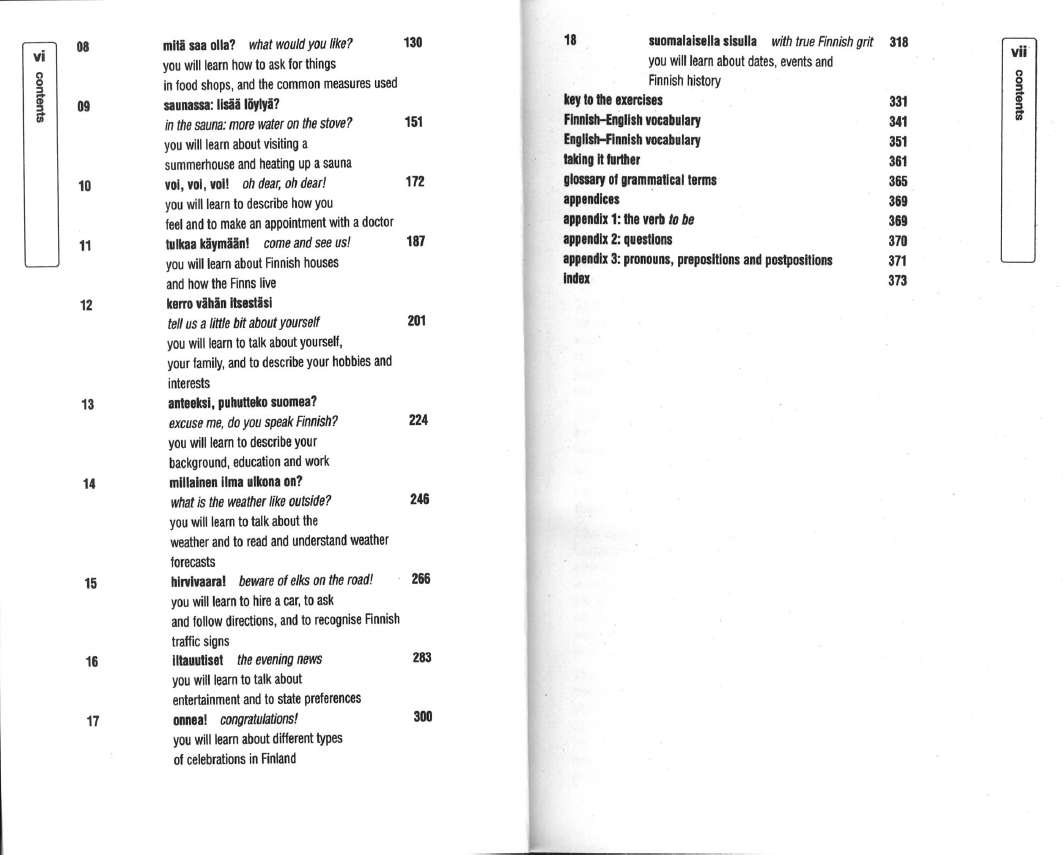 vi
contents
08 mitä saa olla? what would you like? 130
you will learn how to ask for things
in food shops, and the common measures used
09 saunassa: lisää löylyä?
in the sauna: more water on the stove? 151
you will learn about visiting a
summerhouse and heating up a sauna
10 voi, voi, voi! oh dear, oh dear! 172
you will learn to describe how you
feel and to make an appointment with a doctor
11 tulkaa käymään! come and see us! 187
you will learn about Finnish houses
and how the Finns live
12 kerro vähän itsestäsi
tell us a little bit about yourself 201
you will learn to talk about yourself,
your family, and to describe your hobbies and
interests
13 anteeksi, puhutteko suomea?
excuse me, do you speak Finnish? 224
you will learn to describe your
background, education and work
14 millainen ilma ulkona on?
what is the weather like outside? 246
you will learn to talk about the
weather and to read and understand weather
forecasts
15 hirvivaara! beware of elks on the road! 266
you will learn to hire a car, to ask
and follow directions, and to recognise Finnish
traffic signs
16 iltauutiset the evening news 283
you will learn to talk about
entertainment and to state preferences
17 onnea! congratulations! 300
you will learn about different types
of celebrations in Finland
18 suomalaisella sisulla with true Finnish grit 318
you will learn about dates, events and
Finnish history
key to the exercises 331
Finnish–English vocabulary 341
English–Finnish vocabulary 351
taking it further 361
glossary of grammatical terms 365
appendices 369
appendix 1: the verb to be 369
appendix 2: questions 370
appendix 3: pronouns, prepositions and postpositions 371
index 373
vii
contents